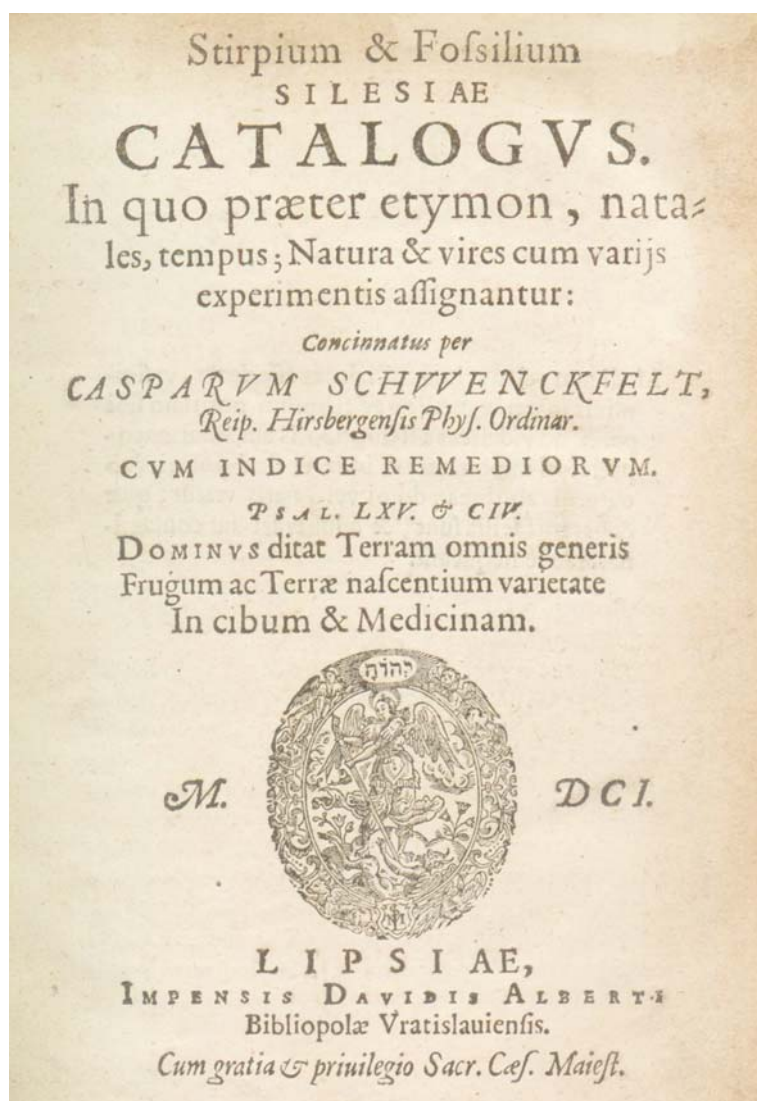 Stirpium & Foſſilium
SILESIAE
CATALOGVS.
In quo præter etymon, nata-
les, tempus; Natura & vires cum varijs
experimentis aſſignantur:
Concinnatus per
CASPARVM SCHVVENCKFELT,
Reip. Hirsbergenſis Phyſ. Ordinar.
CVM INDICE REMEDIORVM.
PSAL. LXV. & CIV.
DOMINVS ditat Terram omnis generis
Frugum ac Terræ naſcentium varietate
In cibum & Medicinam.
יהוה
M. DCI.
LIPSIAE,
IMPENSIS DAVIDIS ALBERTI
Bibliopolæ Vratislauienſis.
Cum gratia & priuilegio Sacr. Cæſ. Maieſt.